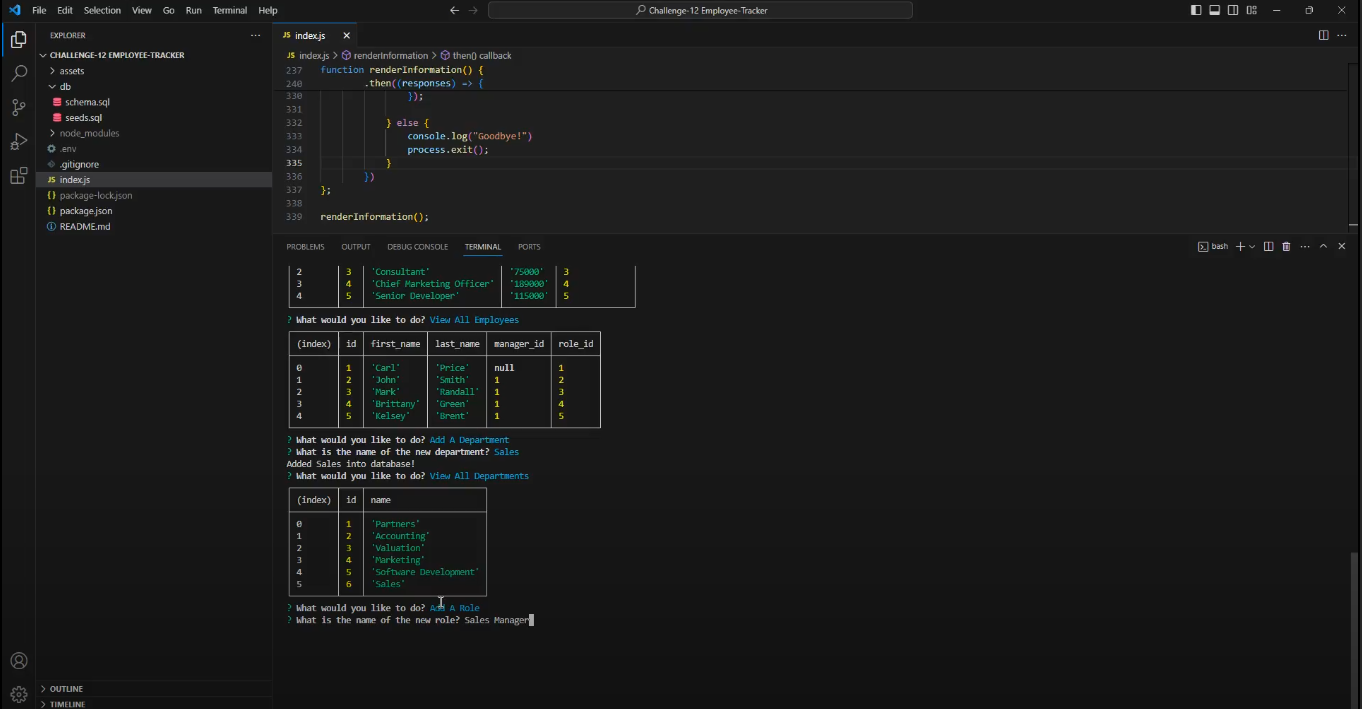 File Edit Selection View Go Run Terminal Help
Challenge-12 Employee-Tracker
EXPLORER
CHALLENGE-12 EMPLOYEE-TRACKER
assets
db
schema.sql
seeds.sql
node_modules
.env
.gitignore
JS index.js
{} package-lock.json
{} package.json
README.md
OUTLINE
TIMELINE
JS index.js
JS index.js > renderInformation > then() callback
237 function renderInformation() {
240 .then((responses) => {
330 });
331
332 } else {
333 console.log("Goodbye!")
334 process.exit();
335 }
336 })
337 };
338
339 renderInformation();
PROBLEMS OUTPUT DEBUG CONSOLE TERMINAL PORTS
bash
2 3 'Consultant' '75000' 3
3 4 'Chief Marketing Officer' '189000' 4
4 5 'Senior Developer' '115000' 5
? What would you like to do? View All Employees
(index) id first_name last_name manager_id role_id
0 1 'Carl' 'Price' null 1
1 2 'John' 'Smith' 1 2
2 3 'Mark' 'Randall' 1 3
3 4 'Brittany' 'Green' 1 4
4 5 'Kelsey' 'Brent' 1 5
? What would you like to do? Add A Department
? What is the name of the new department? Sales
Added Sales into database!
? What would you like to do? View All Departments
(index) id name
0 1 'Partners'
1 2 'Accounting'
2 3 'Valuation'
3 4 'Marketing'
4 5 'Software Development'
5 6 'Sales'
? What would you like to do? Add A Role
? What is the name of the new role? Sales Manager